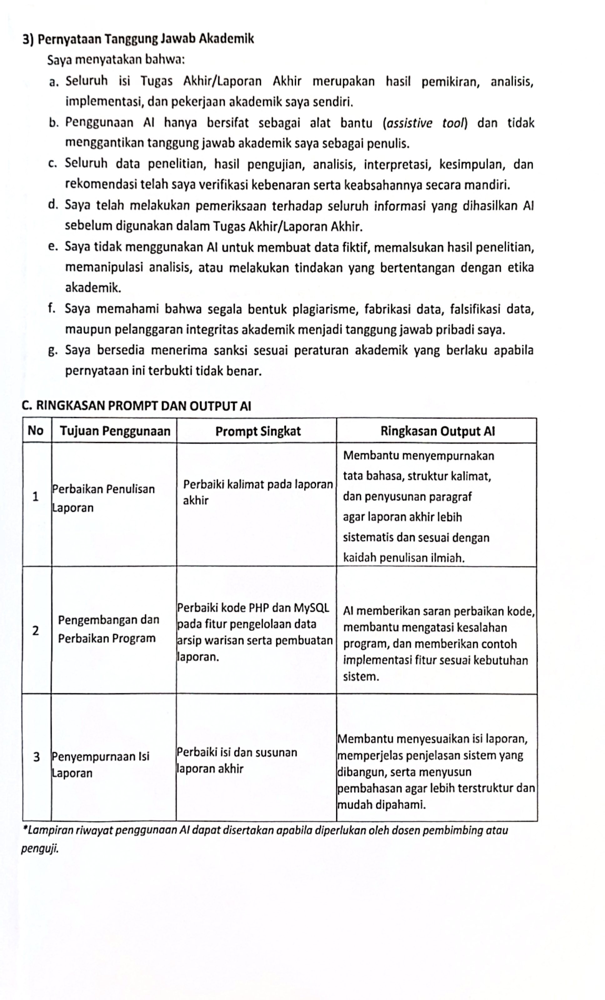 3) Pernyataan Tanggung Jawab Akademik
Saya menyatakan bahwa:
a. Seluruh isi Tugas Akhir/Laporan Akhir merupakan hasil pemikiran, analisis,
implementasi, dan pekerjaan akademik saya sendiri.
b. Penggunaan AI hanya bersifat sebagai alat bantu (assistive tool) dan tidak
menggantikan tanggung jawab akademik saya sebagai penulis.
c. Seluruh data penelitian, hasil pengujian, analisis, interpretasi, kesimpulan, dan
rekomendasi telah saya verifikasi kebenaran serta keabsahannya secara mandiri.
d. Saya telah melakukan pemeriksaan terhadap seluruh informasi yang dihasilkan AI
sebelum digunakan dalam Tugas Akhir/Laporan Akhir.
e. Saya tidak menggunakan AI untuk membuat data fiktif, memalsukan hasil penelitian,
memanipulasi analisis, atau melakukan tindakan yang bertentangan dengan etika
akademik.
f. Saya memahami bahwa segala bentuk plagiarisme, fabrikasi data, falsifikasi data,
maupun pelanggaran integritas akademik menjadi tanggung jawab pribadi saya.
g. Saya bersedia menerima sanksi sesuai peraturan akademik yang berlaku apabila
pernyataan ini terbukti tidak benar.
C. RINGKASAN PROMPT DAN OUTPUT AI
No Tujuan Penggunaan Prompt Singkat Ringkasan Output AI
1
Perbaikan Penulisan
Laporan
Perbaiki kalimat pada laporan
akhir
Membantu menyempurnakan
tata bahasa, struktur kalimat,
dan penyusunan paragraf
agar laporan akhir lebih
sistematis dan sesuai dengan
kaidah penulisan ilmiah.
2
Pengembangan dan
Perbaikan Program
Perbaiki kode PHP dan MySQL
pada fitur pengelolaan data
arsip warisan serta pembuatan
laporan.
AI memberikan saran perbaikan kode,
membantu mengatasi kesalahan
program, dan memberikan contoh
implementasi fitur sesuai kebutuhan
sistem.
3
Penyempurnaan Isi
Laporan
Perbaiki isi dan susunan
laporan akhir
Membantu menyesuaikan isi laporan,
memperjelas penjelasan sistem yang
dibangun, serta menyusun
pembahasan agar lebih terstruktur dan
mudah dipahami.
*Lampiran riwayat penggunaan AI dapat disertakan apabila diperlukan oleh dosen pembimbing atau
penguji.